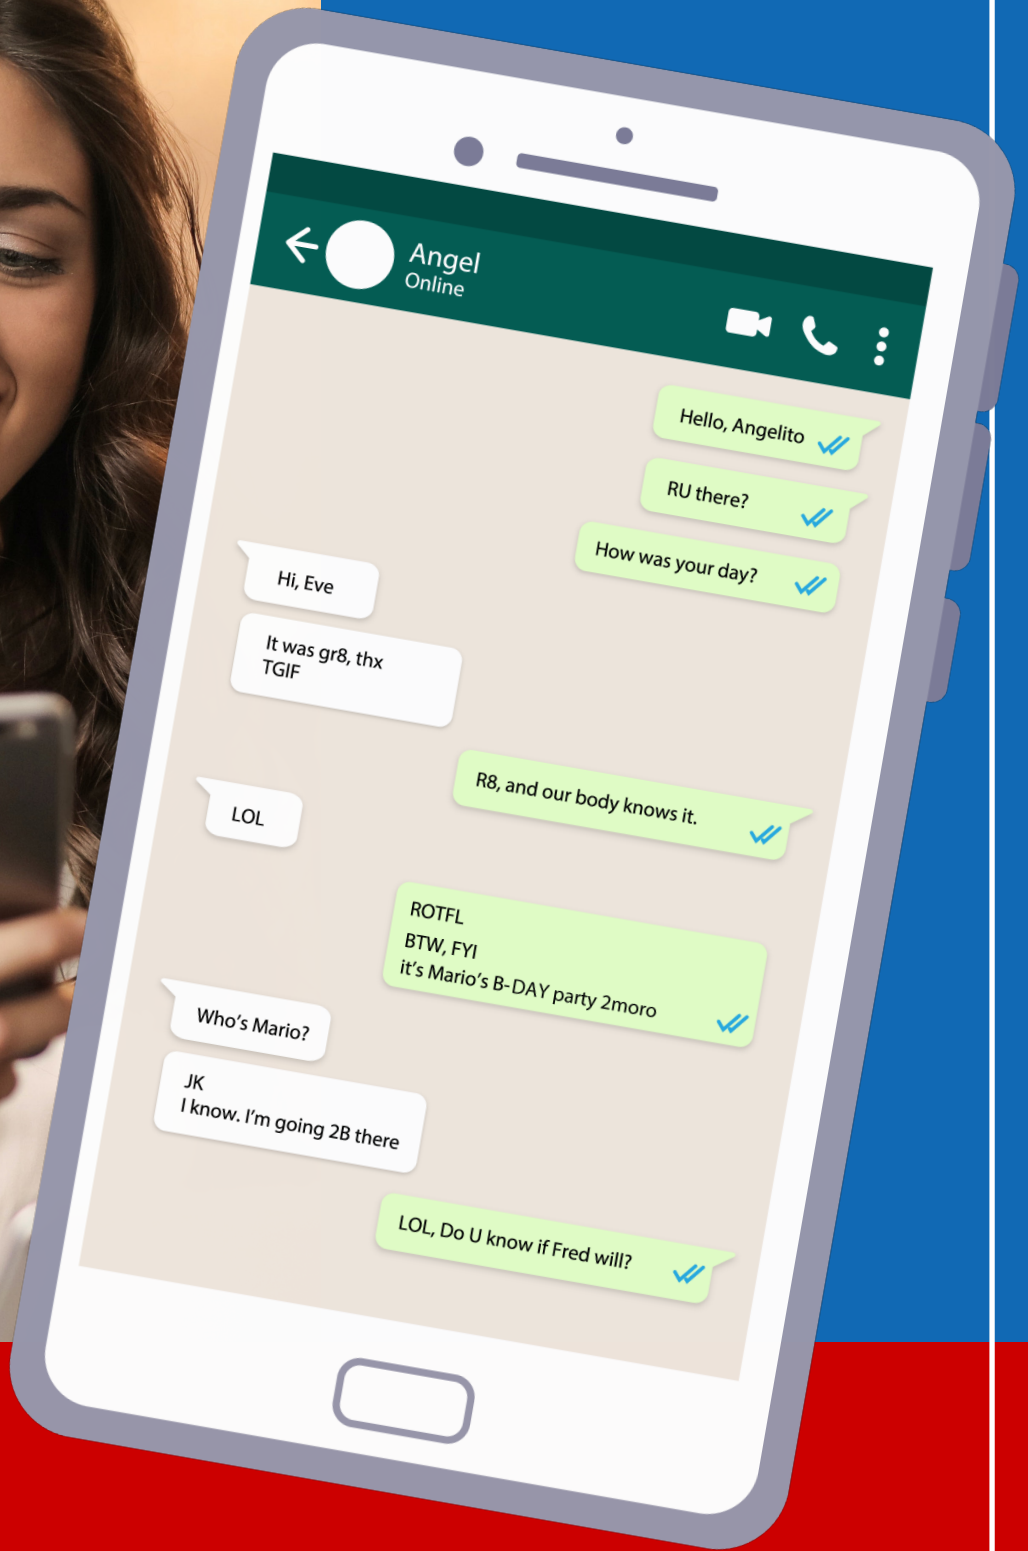 Angel
Online
Hello, Angelito
RU there?
How was your day?
Hi, Eve
It was gr8, thx
TGIF
R8, and our body knows it.
LOL
ROTFL
BTW, FYI
it's Mario's B-DAY party 2moro
Who's Mario?
JK
I know. I'm going 2B there
LOL, Do U know if Fred will?